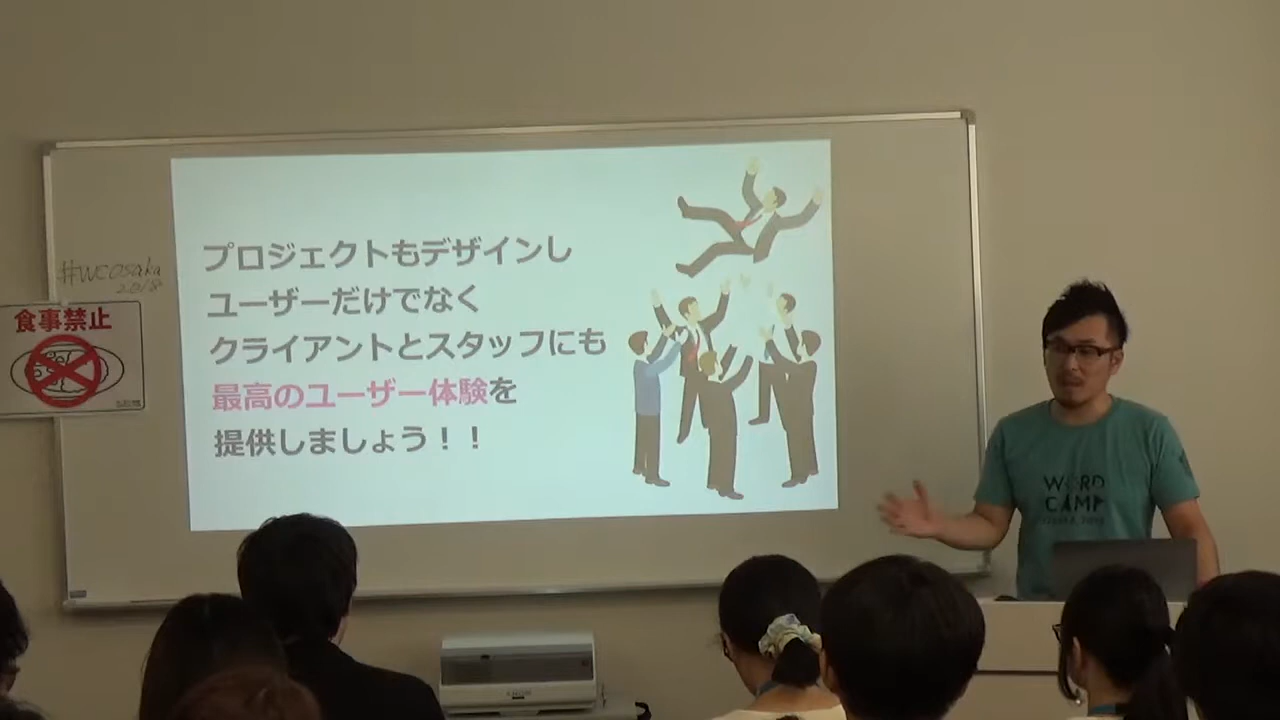 プロジェクトもデザインし
ユーザーだけでなく
クライアントとスタッフにも
最高のユーザー体験を
提供しましょう！！
#wcosaka
2018
食事禁止
WORD
CAMP